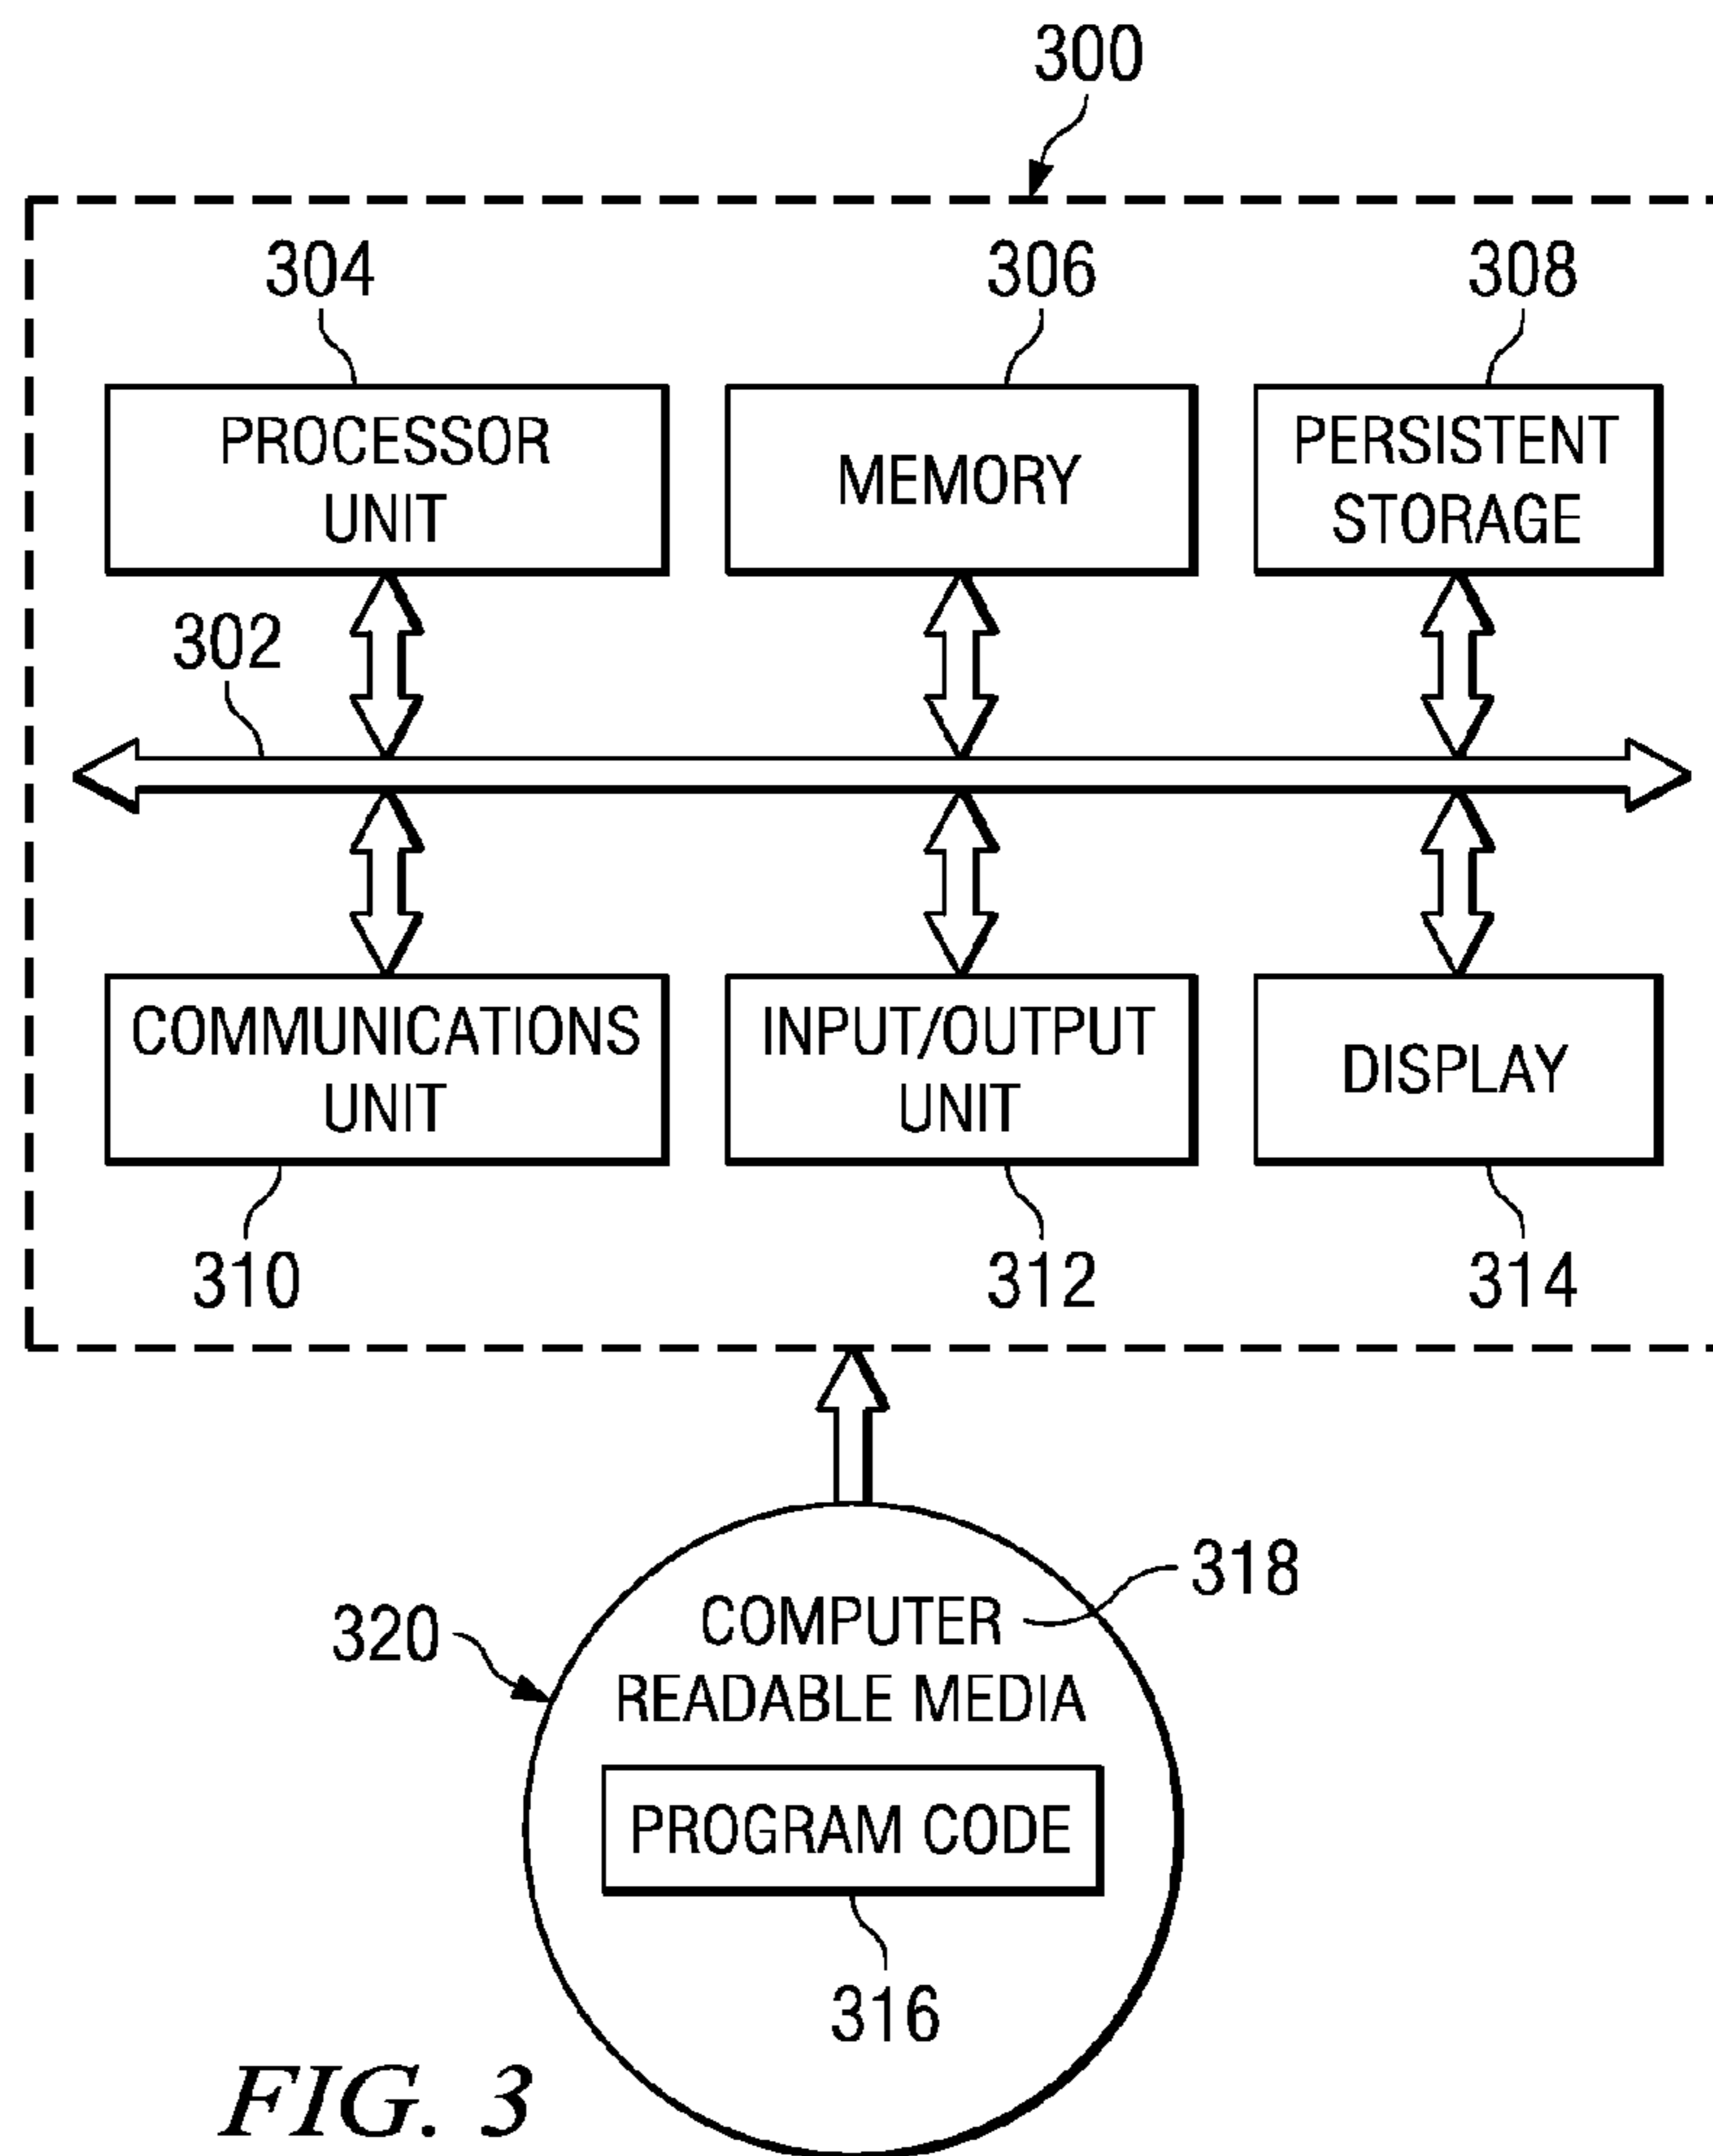 300
304
306
308
PROCESSOR
UNIT
MEMORY
PERSISTENT
STORAGE
302
COMMUNICATIONS
UNIT
INPUT/OUTPUT
UNIT
DISPLAY
310
312
314
318
320
COMPUTER
READABLE MEDIA
PROGRAM CODE
316
FIG. 3